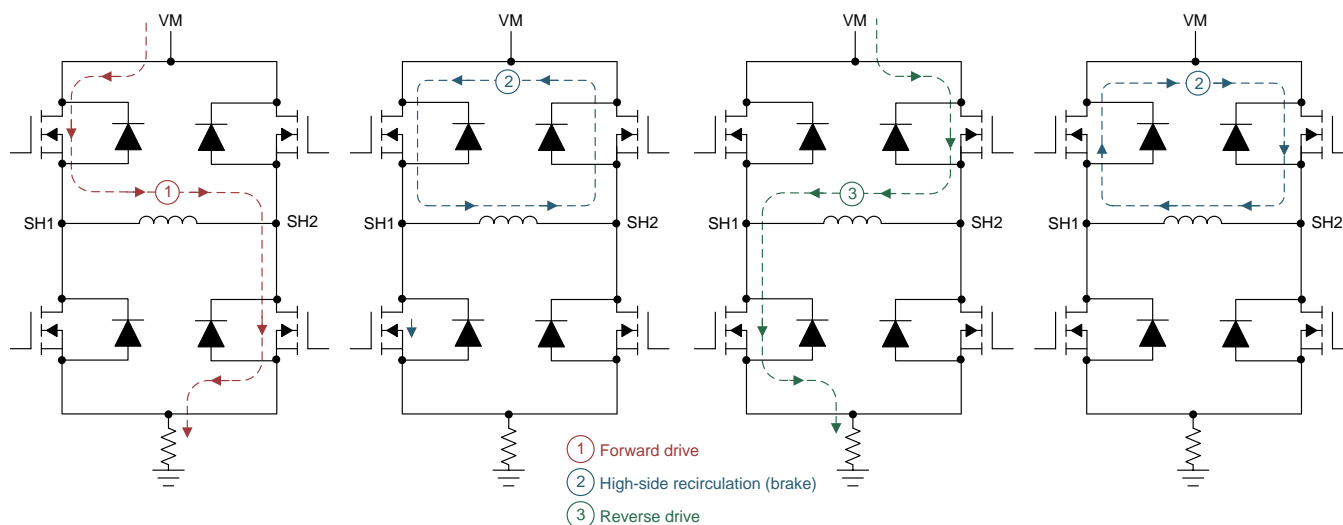 VM
VM
VM
VM
2
2
1
3
SH1
SH2
SH1
SH2
SH1
SH2
SH1
SH2
1 Forward drive
2 High-side recirculation (brake)
3 Reverse drive